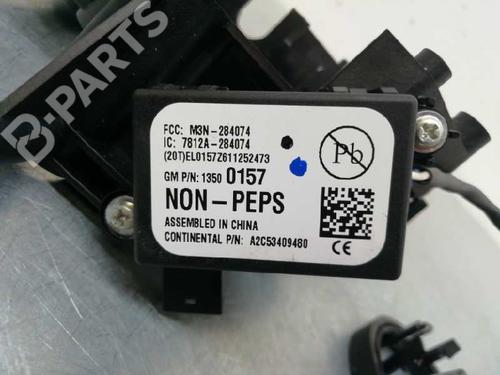 B-PARTS
FCC: M3N-284074
IC: 7812A-284074
(20T)EL0157Z611252473
GM P/N: 1350 0157
NON-PEPS
ASSEMBLED IN CHINA
CONTINENTAL P/N: A2C53409480
Pb
CE